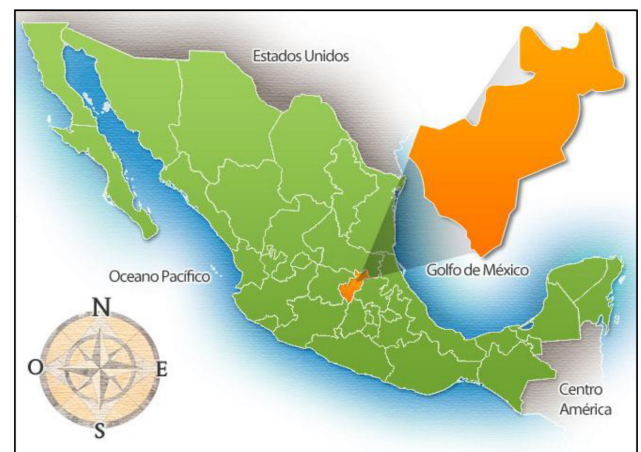 Estados Unidos
Golfo de México
Oceano Pacífico
N
O
E
S
Centro
América